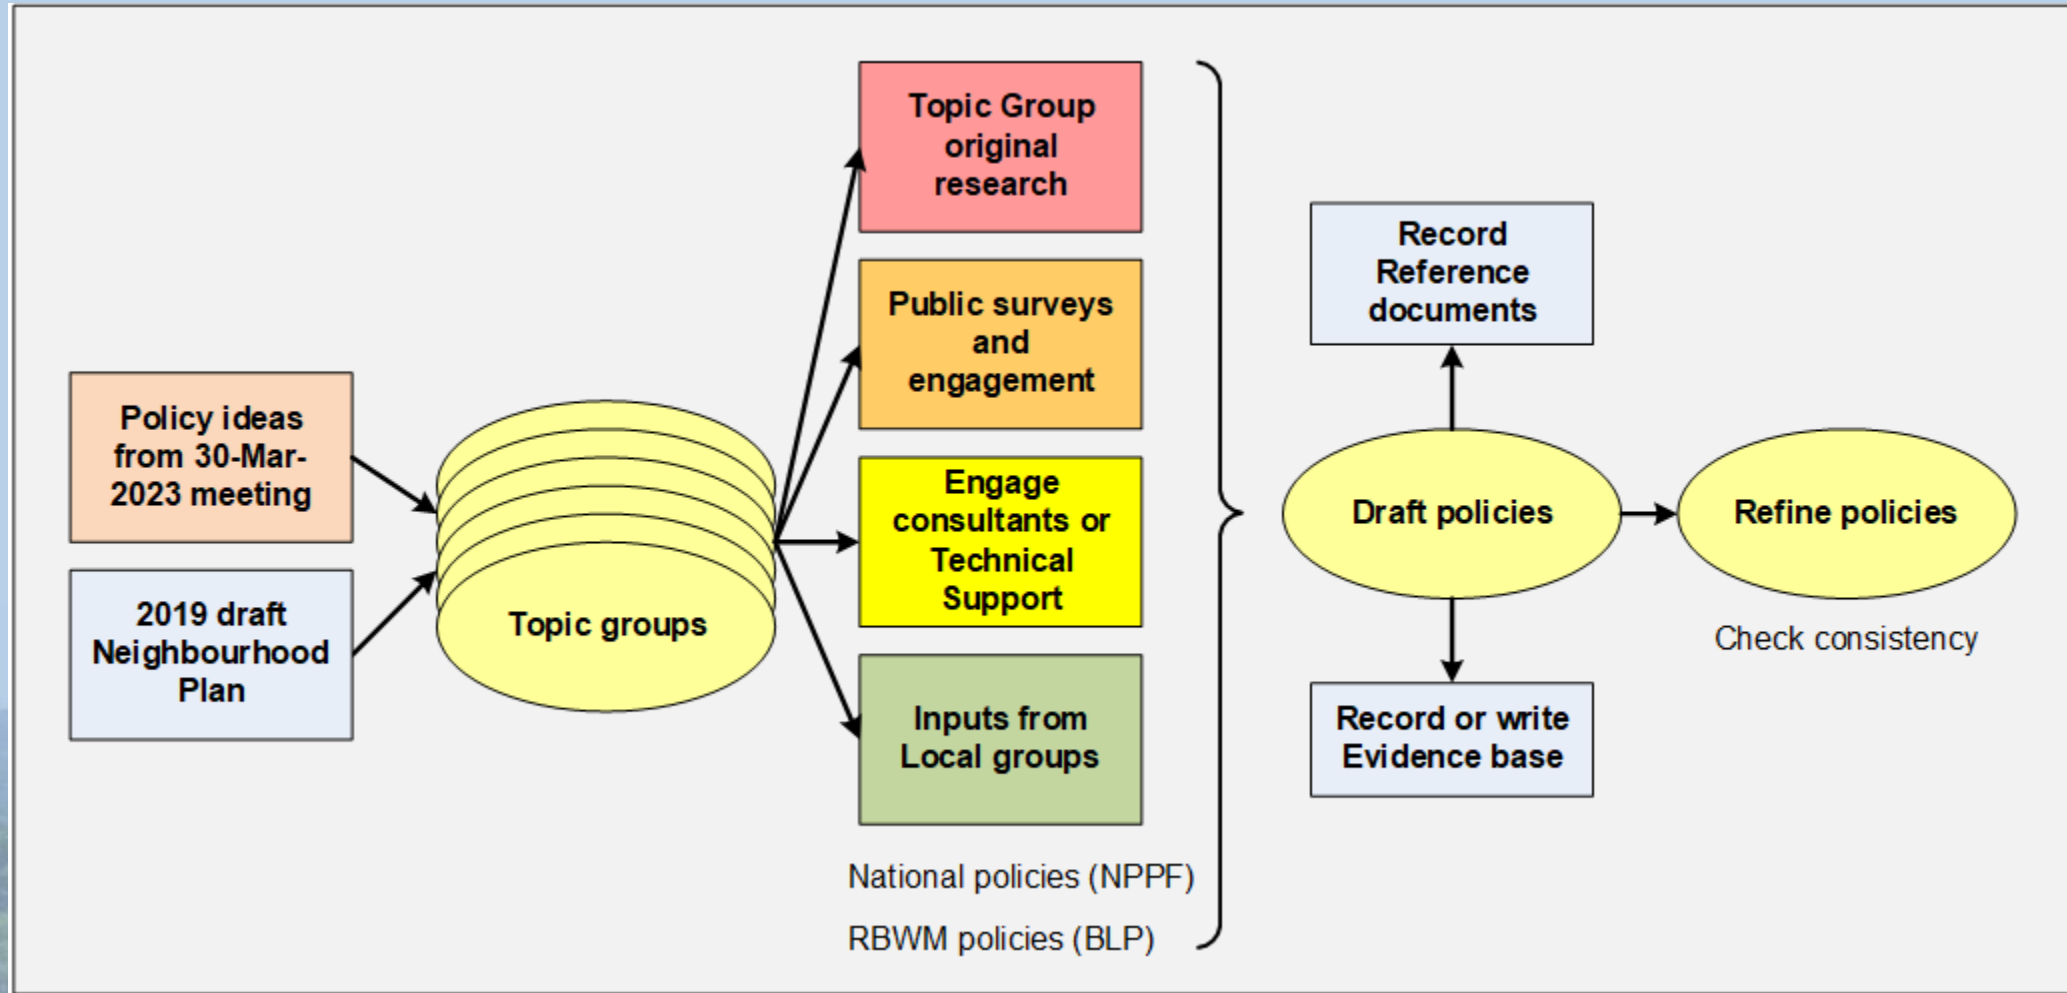 Policy ideas
from 30-Mar-
2023 meeting
2019 draft
Neighbourhood
Plan
Topic groups
Topic Group
original
research
Public surveys
and
engagement
Engage
consultants or
Technical
Support
Inputs from
Local groups
National policies (NPPF)
RBWM policies (BLP)
Record
Reference
documents
Draft policies
Record or write
Evidence base
Refine policies
Check consistency